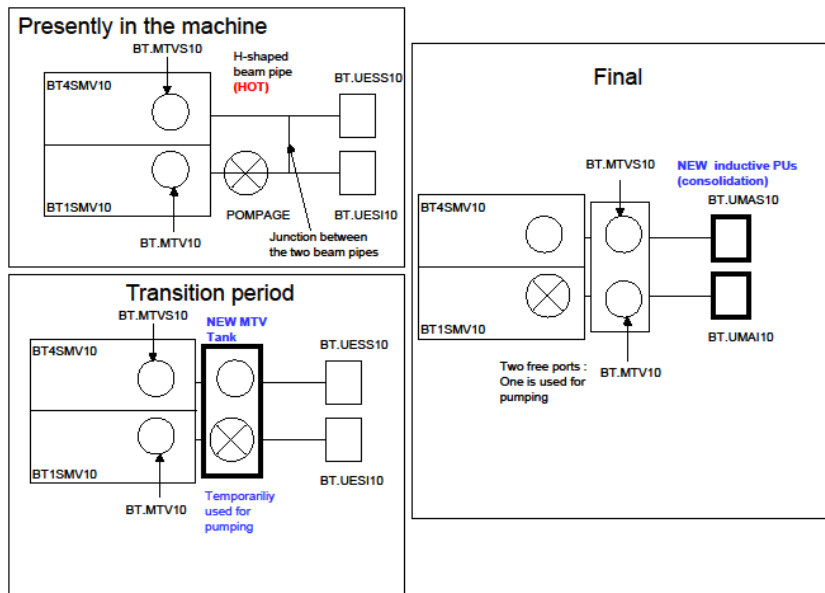 Presently in the machine
BT.MTVS10
H-shaped
beam pipe
(HOT)
BT.UESS10
BT4SMV10
BT1SMV10
POMPAGE
BT.UESI10
BT.MTV10
Junction between
the two beam pipes
Transition period
BT.MTVS10
NEW MTV
Tank
BT.UESS10
BT4SMV10
BT1SMV10
BT.UESI10
BT.MTV10
Temporariliy
used for
pumping
Final
BT.MTVS10
NEW inductive PUs
(consolidation)
BT.UMAS10
BT4SMV10
BT1SMV10
BT.UMAI10
Two free ports :
One is used for
pumping
BT.MTV10